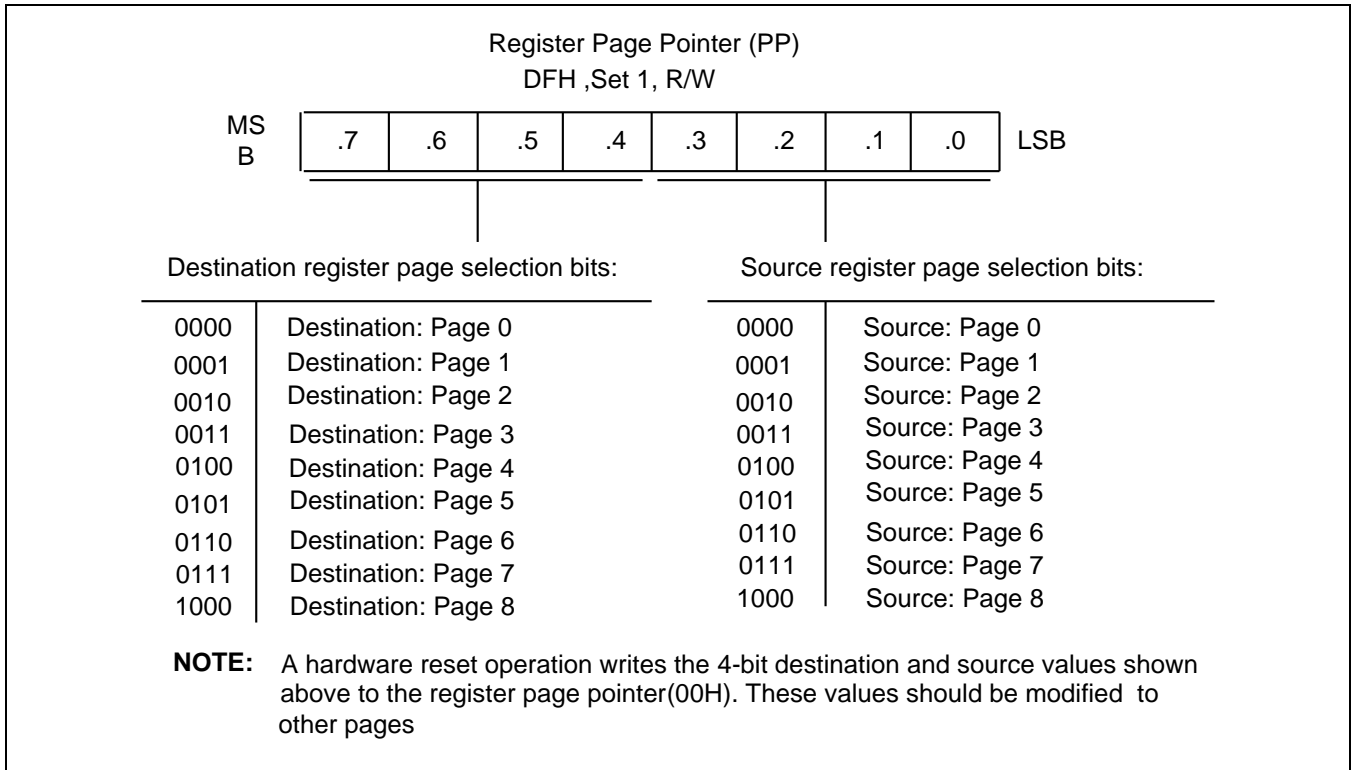 Register Page Pointer (PP)
DFH ,Set 1, R/W
MS
B
.7 .6 .5 .4 .3 .2 .1 .0 LSB
Destination register page selection bits:
0000 Destination: Page 0
0001 Destination: Page 1
0010 Destination: Page 2
0011 Destination: Page 3
0100 Destination: Page 4
0101 Destination: Page 5
0110 Destination: Page 6
0111 Destination: Page 7
1000 Destination: Page 8
Source register page selection bits:
0000 Source: Page 0
0001 Source: Page 1
0010 Source: Page 2
0011 Source: Page 3
0100 Source: Page 4
0101 Source: Page 5
0110 Source: Page 6
0111 Source: Page 7
1000 Source: Page 8
NOTE: A hardware reset operation writes the 4-bit destination and source values shown
above to the register page pointer(00H). These values should be modified to
other pages